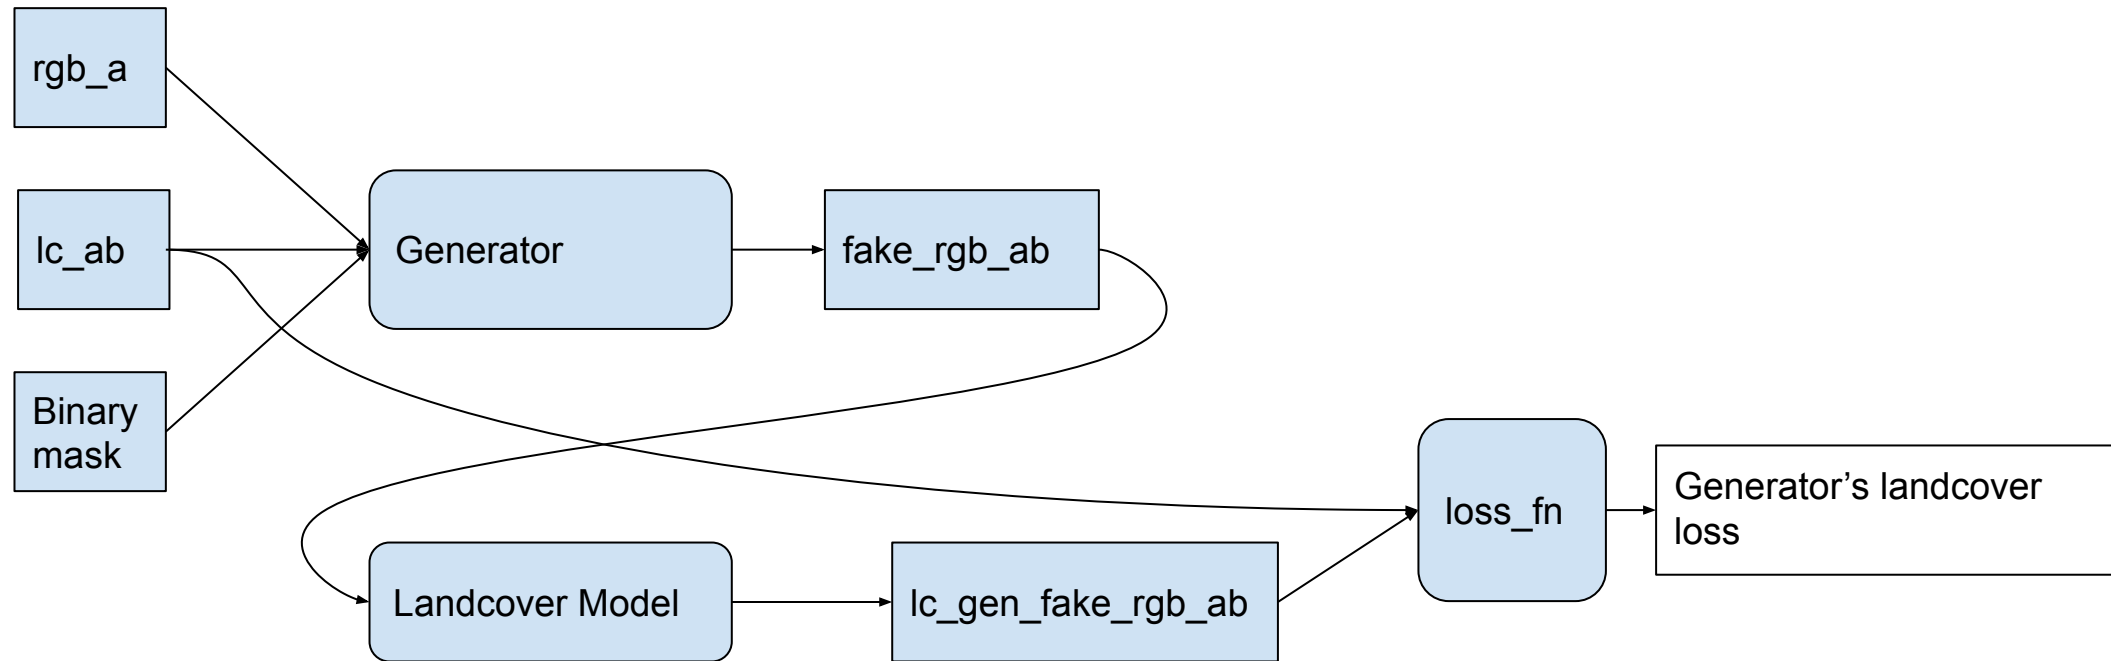 rgb_a
lc_ab
Generator
fake_rgb_ab
Binary
mask
loss_fn
Generator’s landcover
loss
Landcover Model
lc_gen_fake_rgb_ab